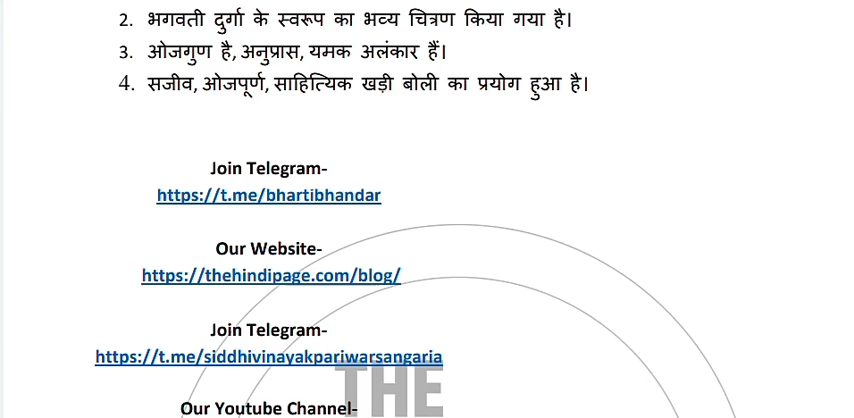 2. भगवती दुर्गा के स्वरूप का भव्य चित्रण किया गया है।
3. ओजगुण है, अनुप्रास, यमक अलंकार हैं।
4. सजीव, ओजपूर्ण, साहित्यिक खड़ी बोली का प्रयोग हुआ है।
Join Telegram-
https://t.me/bhartibhandar
Our Website-
https://thehindipage.com/blog/
Join Telegram-
https://t.me/siddhivinayakpariwarsangaria
THE
Our Youtube Channel-